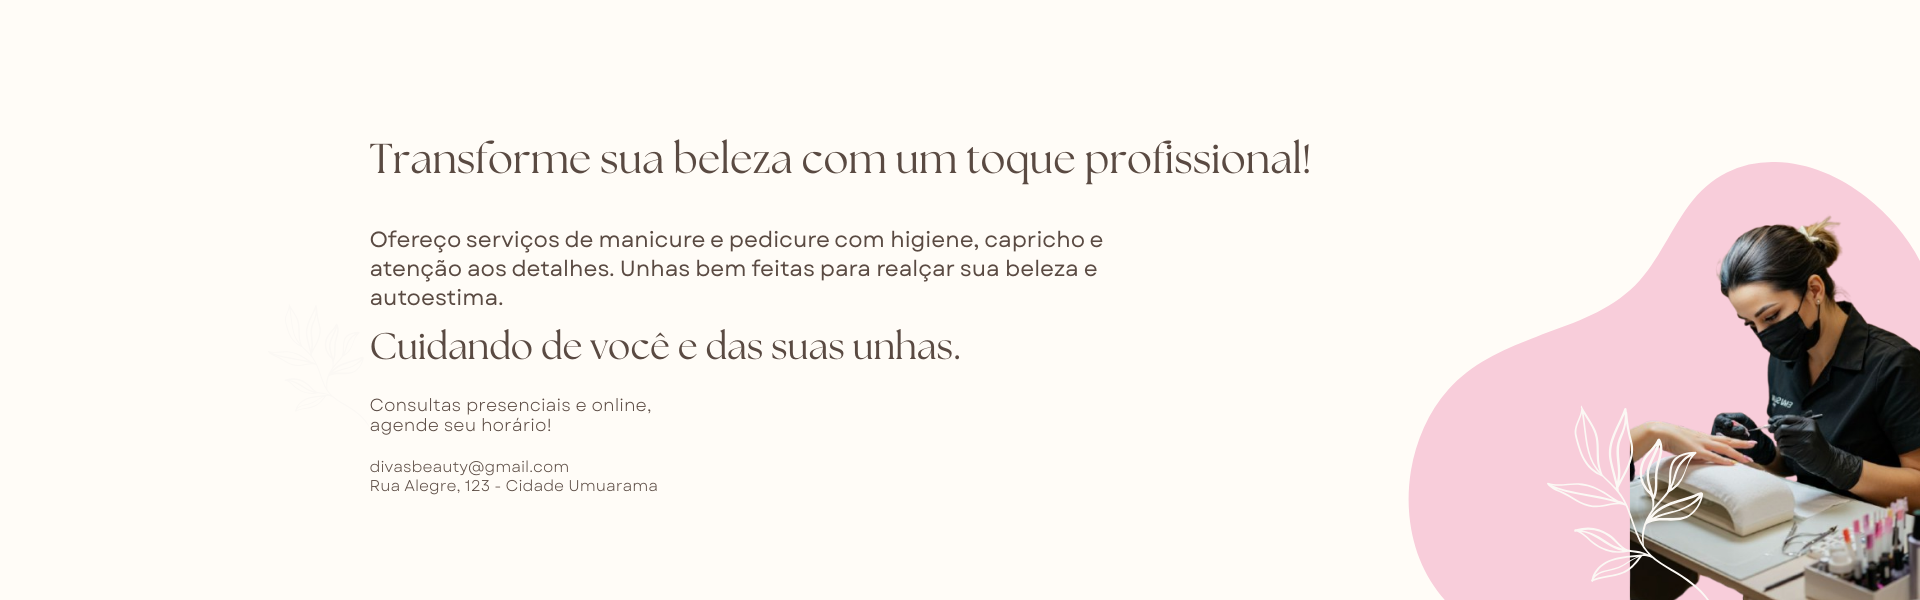 Transforme sua beleza com um toque profissional!
Ofereço serviços de manicure e pedicure com higiene, capricho e
atenção aos detalhes. Unhas bem feitas para realçar sua beleza e
autoestima.
Cuidando de você e das suas unhas.
Consultas presenciais e online,
agende seu horário!
divasbeauty@gmail.com
Rua Alegre, 123 - Cidade Umuarama